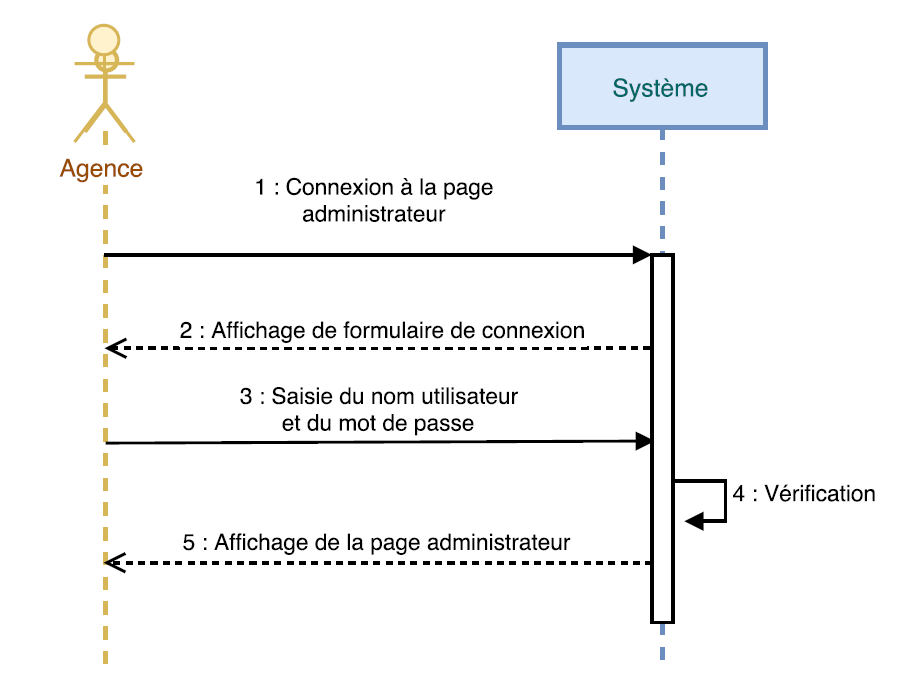 Système
Agence
1 : Connexion à la page
administrateur
2 : Affichage de formulaire de connexion
3 : Saisie du nom utilisateur
et du mot de passe
4 : Vérification
5 : Affichage de la page administrateur